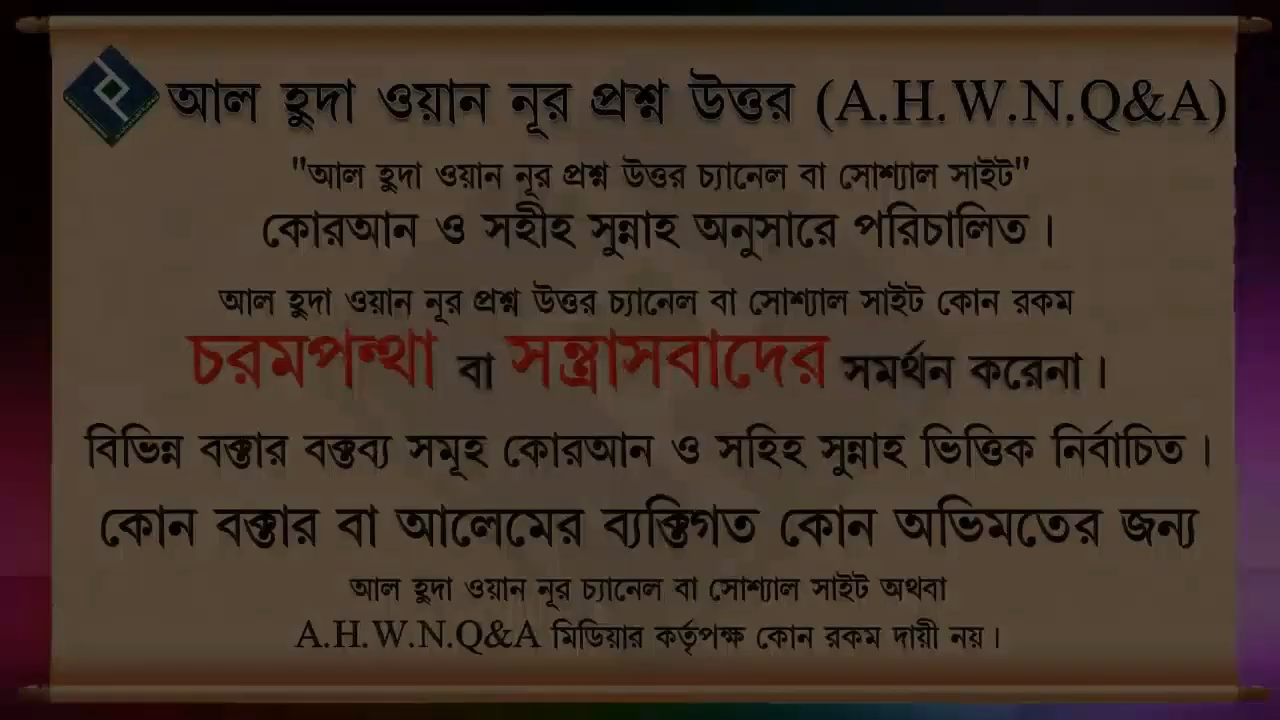 আল হুদা ওয়ান নূর প্রশ্ন উত্তর (A.H.W.N.Q&A)
"আল হুদা ওয়ান নূর প্রশ্ন উত্তর চ্যানেল বা সোশ্যাল সাইট"
কোরআন ও সহীহ সুন্নাহ অনুসারে পরিচালিত।
আল হুদা ওয়ান নূর প্রশ্ন উত্তর চ্যানেল বা সোশ্যাল সাইট কোন রকম
চরমপন্থা বা সন্ত্রাসবাদের সমর্থন করেনা।
বিভিন্ন বক্তার বক্তব্য সমূহ কোরআন ও সহিহ সুন্নাহ ভিত্তিক নির্বাচিত।
কোন বক্তার বা আলেমের ব্যক্তিগত কোন অভিমতের জন্য
আল হুদা ওয়ান নূর চ্যানেল বা সোশ্যাল সাইট অথবা
A.H.W.N.Q&A মিডিয়ার কর্তৃপক্ষ কোন রকম দায়ী নয়।